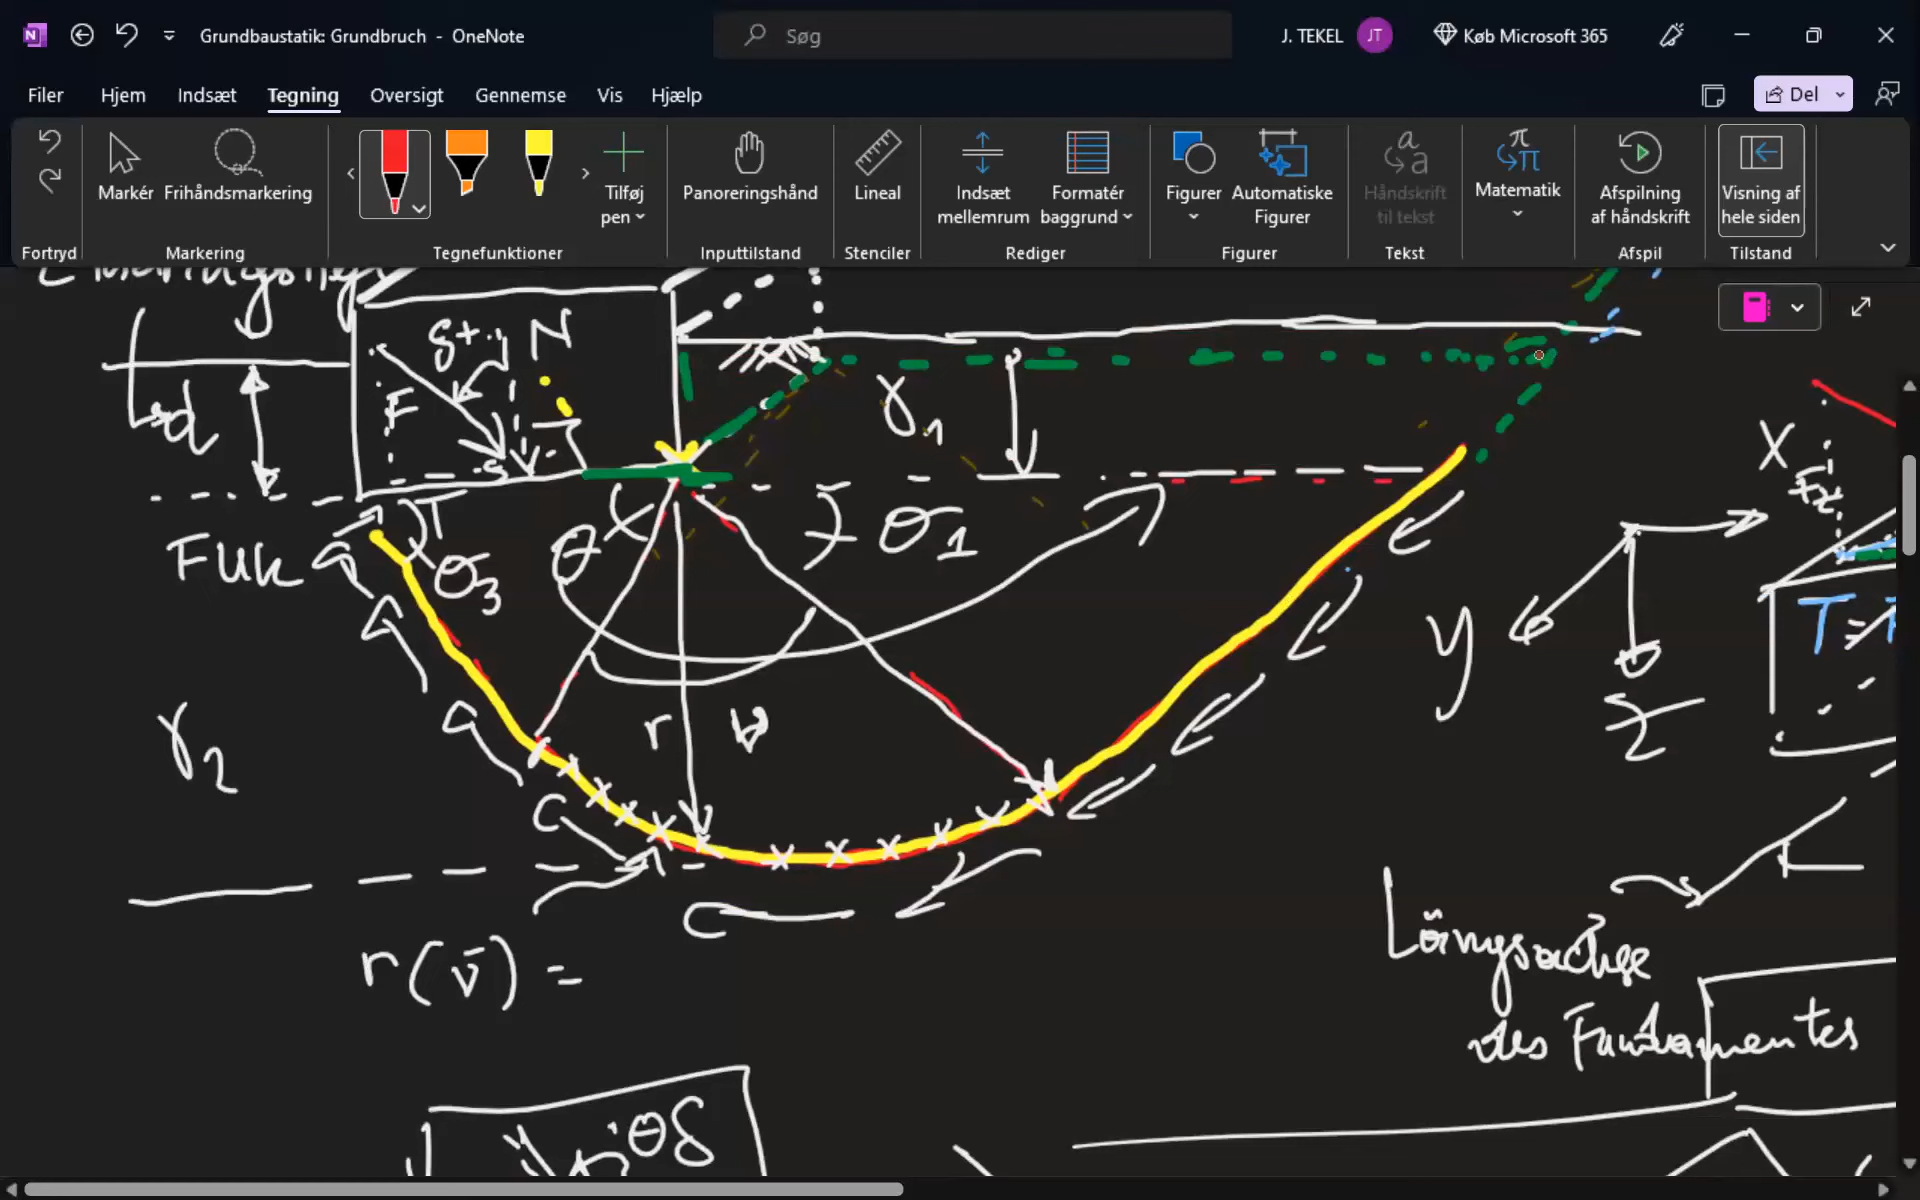 Grundbaustatik: Grundbruch - OneNote
Søg
J. TEKEL
JT
Køb Microsoft 365
Filer
Hjem
Indsæt
Tegning
Oversigt
Gennemse
Vis
Hjælp
Del
Markér
Frihåndsmarkering
Tilføj
pen
Panoreringshånd
Lineal
Indsæt
mellemrum
Formatér
baggrund
Figurer
Automatiske
Figurer
Håndskrift
til tekst
Matematik
Afspilning
af håndskrift
Visning af
hele siden
Fortryd
Markering
Tegnefunktioner
Inputtilstand
Stenciler
Rediger
Figurer
Tekst
Afspil
Tilstand
N
F
d
γ1
X
FUK
σ3
σ1
y
z
γ2
r
C
r(v) =
Längsachse
des Fundamentes